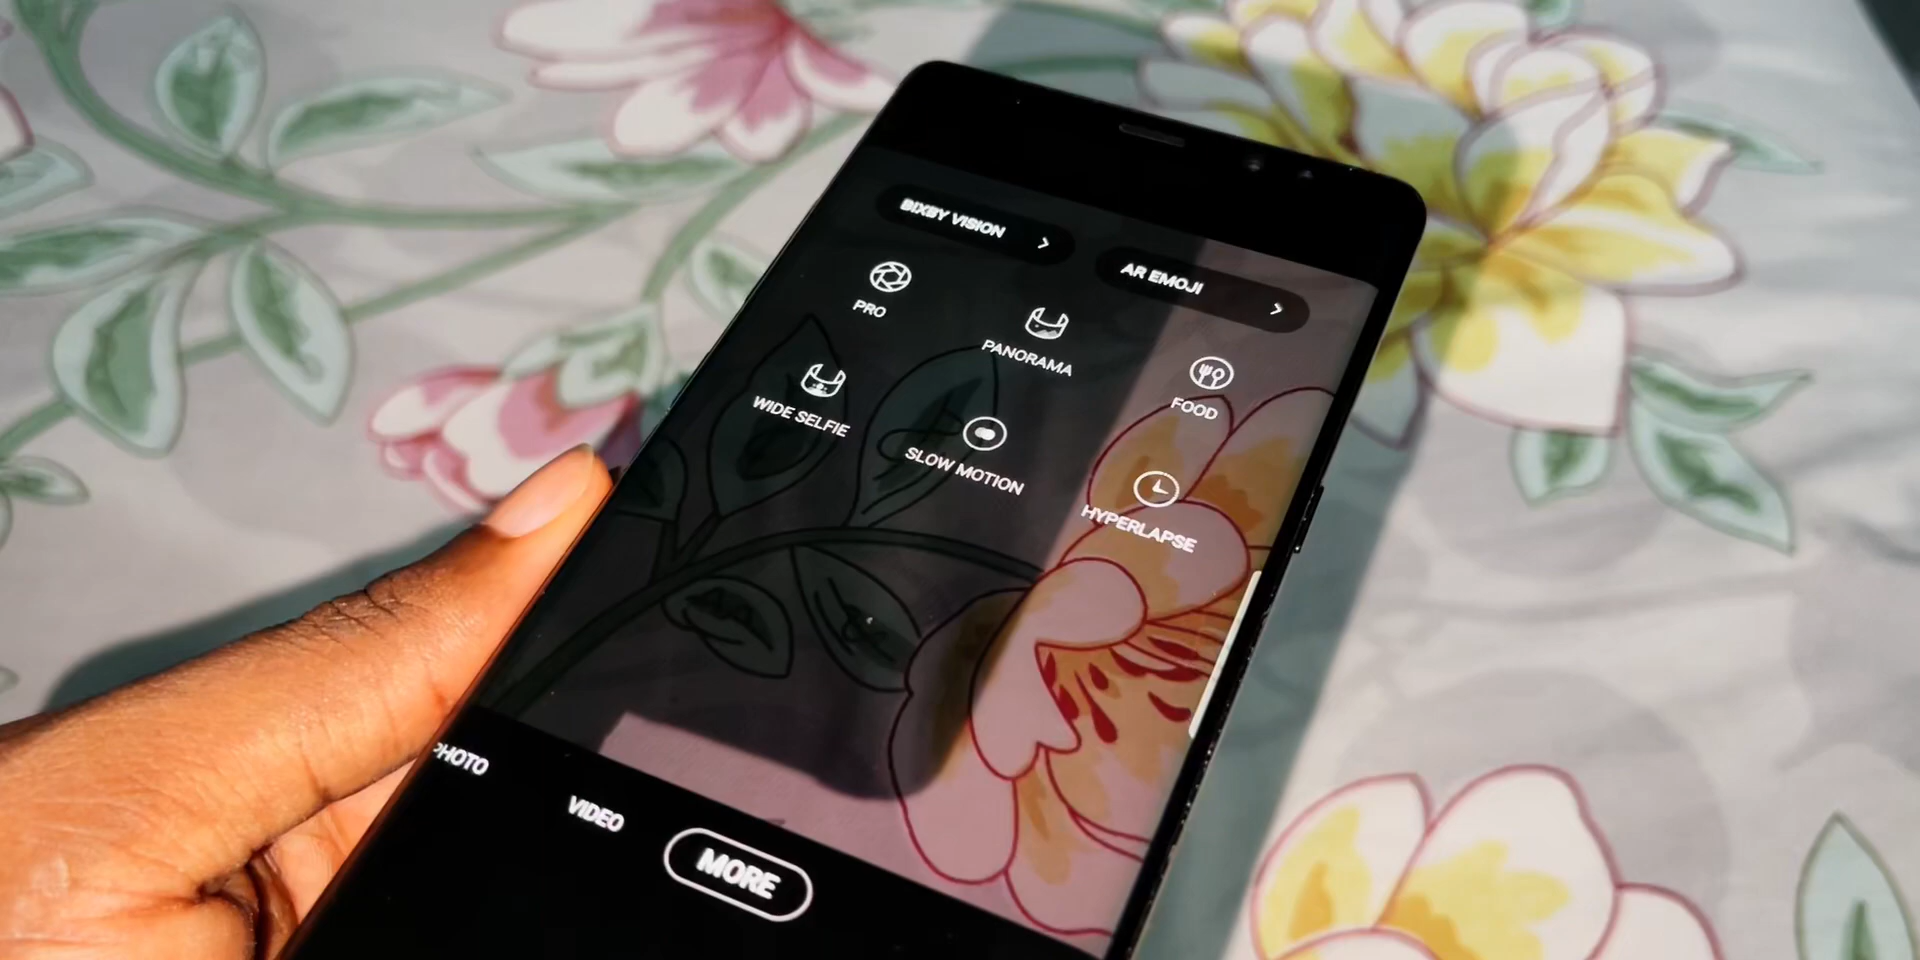 BIXBY VISION
AR EMOJI
PRO
PANORAMA
FOOD
WIDE SELFIE
SLOW MOTION
HYPERLAPSE
PHOTO
VIDEO
MORE